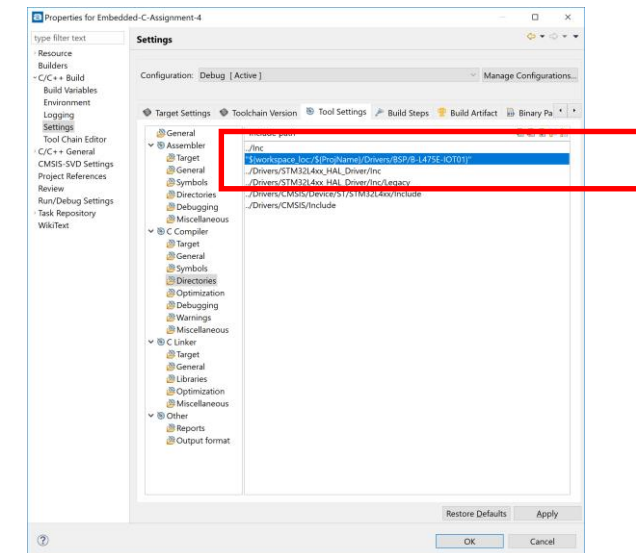 Properties for Embedded-C-Assignment-4
type filter text
Settings
Resource
Builders
C/C++ Build
Build Variables
Environment
Logging
Settings
Tool Chain Editor
C/C++ General
CMSIS-SVD Settings
Project References
Review
Run/Debug Settings
Task Repository
WikiText
Configuration: Debug [ Active ]
Manage Configurations...
Target Settings Toolchain Version Tool Settings Build Steps Build Artifact Binary Pa
General
Assembler
Target
General
Symbols
Directories
Debugging
Miscellaneous
C Compiler
Target
General
Symbols
Directories
Optimization
Debugging
Warnings
Miscellaneous
C Linker
Target
General
Libraries
Optimization
Miscellaneous
Other
Reports
Output format
Include path
../Inc
"${workspace_loc:/${ProjName}/Drivers/BSP/B-L475E-IOT01}"
../Drivers/STM32L4xx_HAL_Driver/Inc
../Drivers/STM32L4xx_HAL_Driver/Inc/Legacy
../Drivers/CMSIS/Device/ST/STM32L4xx/Include
../Drivers/CMSIS/Include
Restore Defaults Apply
OK Cancel